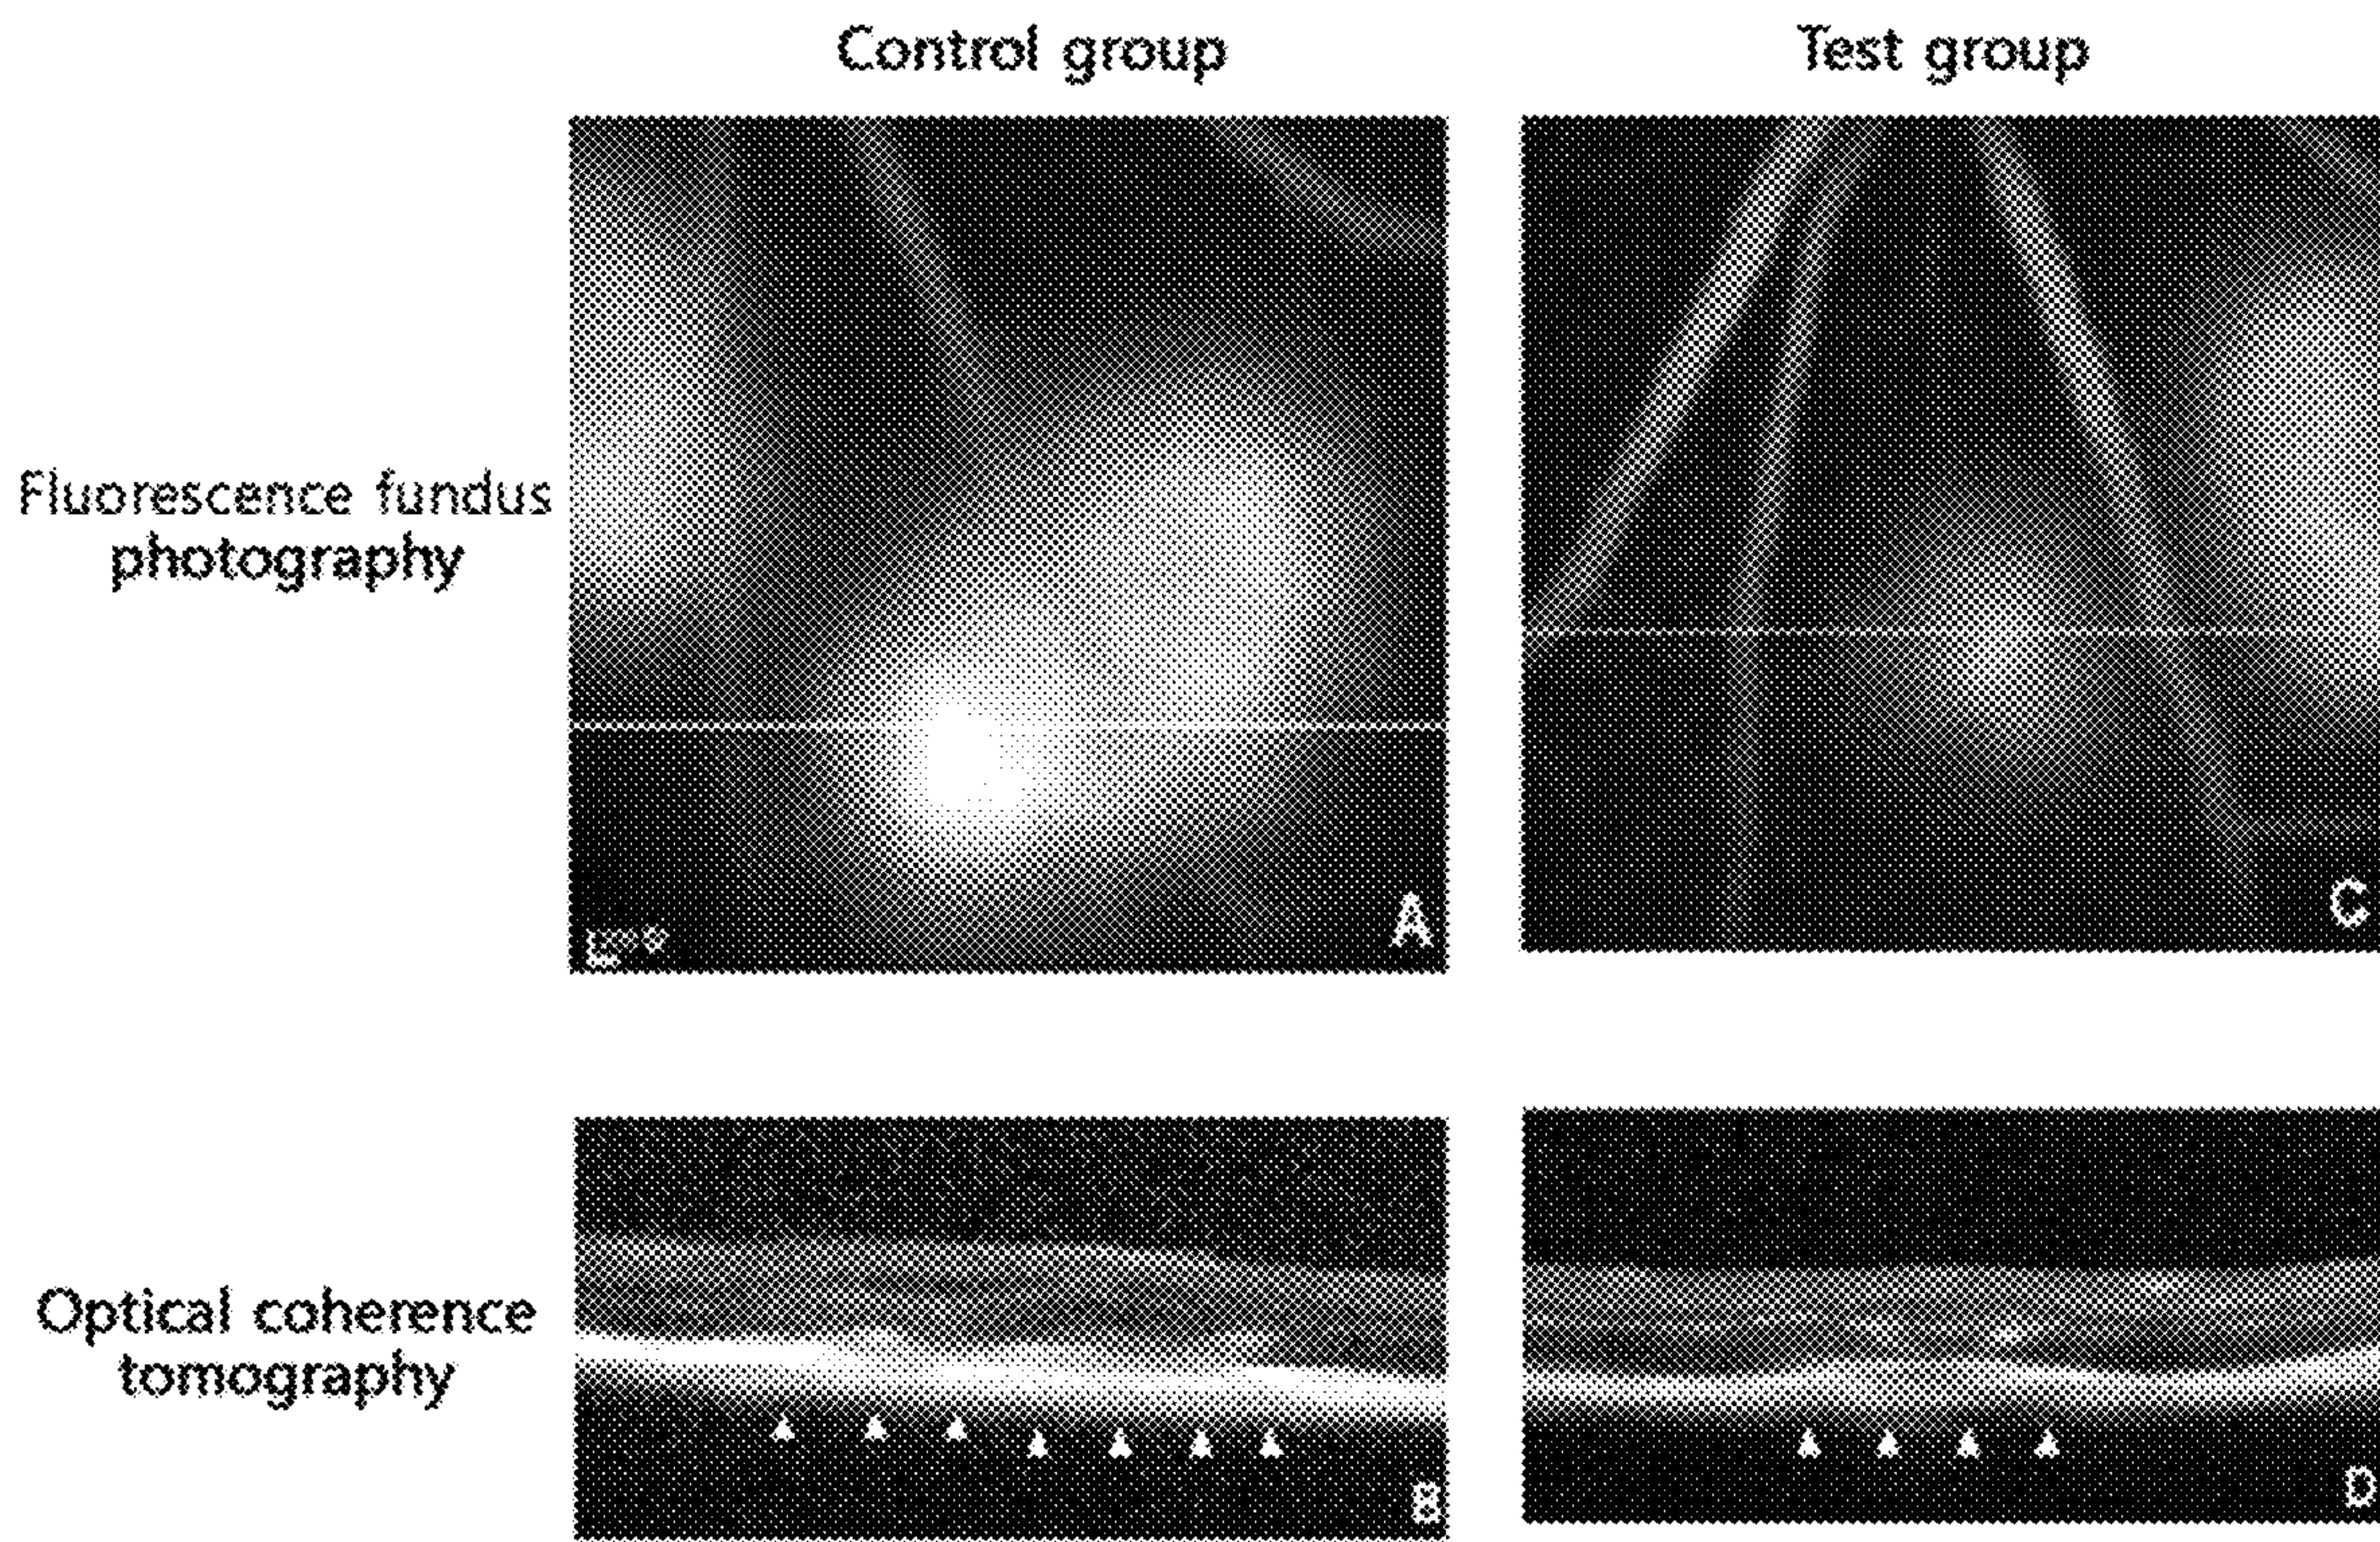 Control group
Test group
Fluorescence fundus
photography
A
C
Optical coherence
tomography
B
D